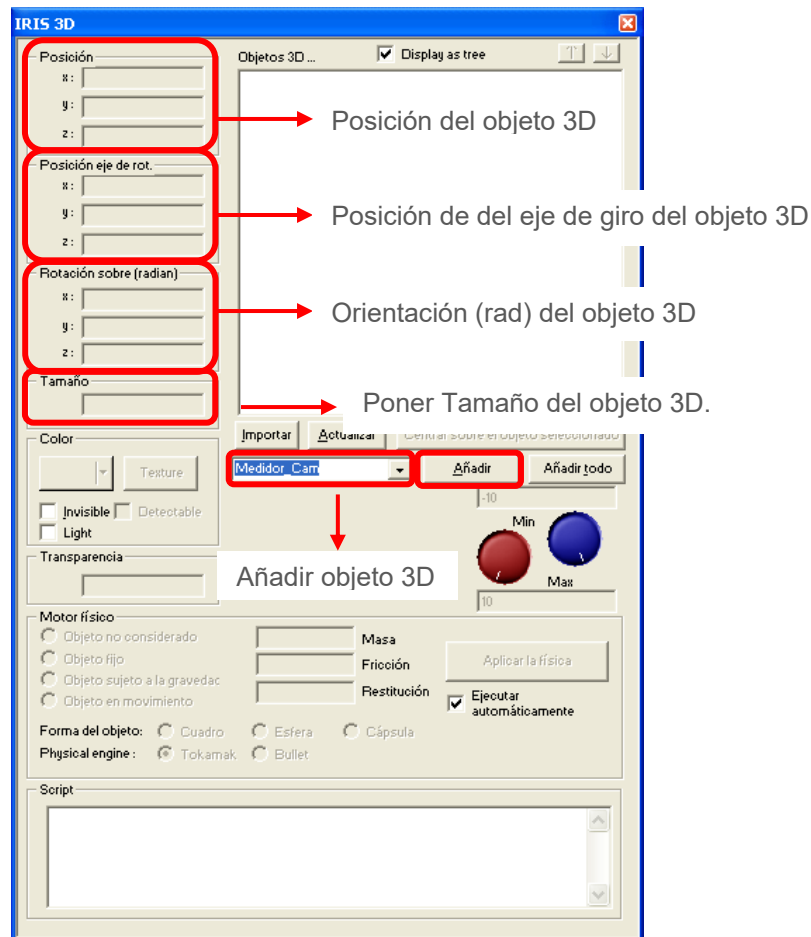 IRIS 3D
Posición
x:
y:
z:
Objetos 3D ...
Display as tree
Posición del objeto 3D
Posición eje de rot.
x:
y:
z:
Posición de del eje de giro del objeto 3D
Rotación sobre (radian)
x:
y:
z:
Orientación (rad) del objeto 3D
Tamaño
Poner Tamaño del objeto 3D.
Importar
Actualizar
Centrar sobre el objeto seleccionado
Medidor_Cam
Añadir
Añadir todo
Color
Texture
Invisible
Detectable
Light
-10
Min
Max
10
Añadir objeto 3D
Transparencia
Motor físico
Objeto no considerado
Objeto fijo
Objeto sujeto a la gravedac
Objeto en movimiento
Masa
Fricción
Restitución
Aplicar la física
Ejecutar
automáticamente
Forma del objeto:
Cuadro
Esfera
Cápsula
Physical engine :
Tokamak
Bullet
Script